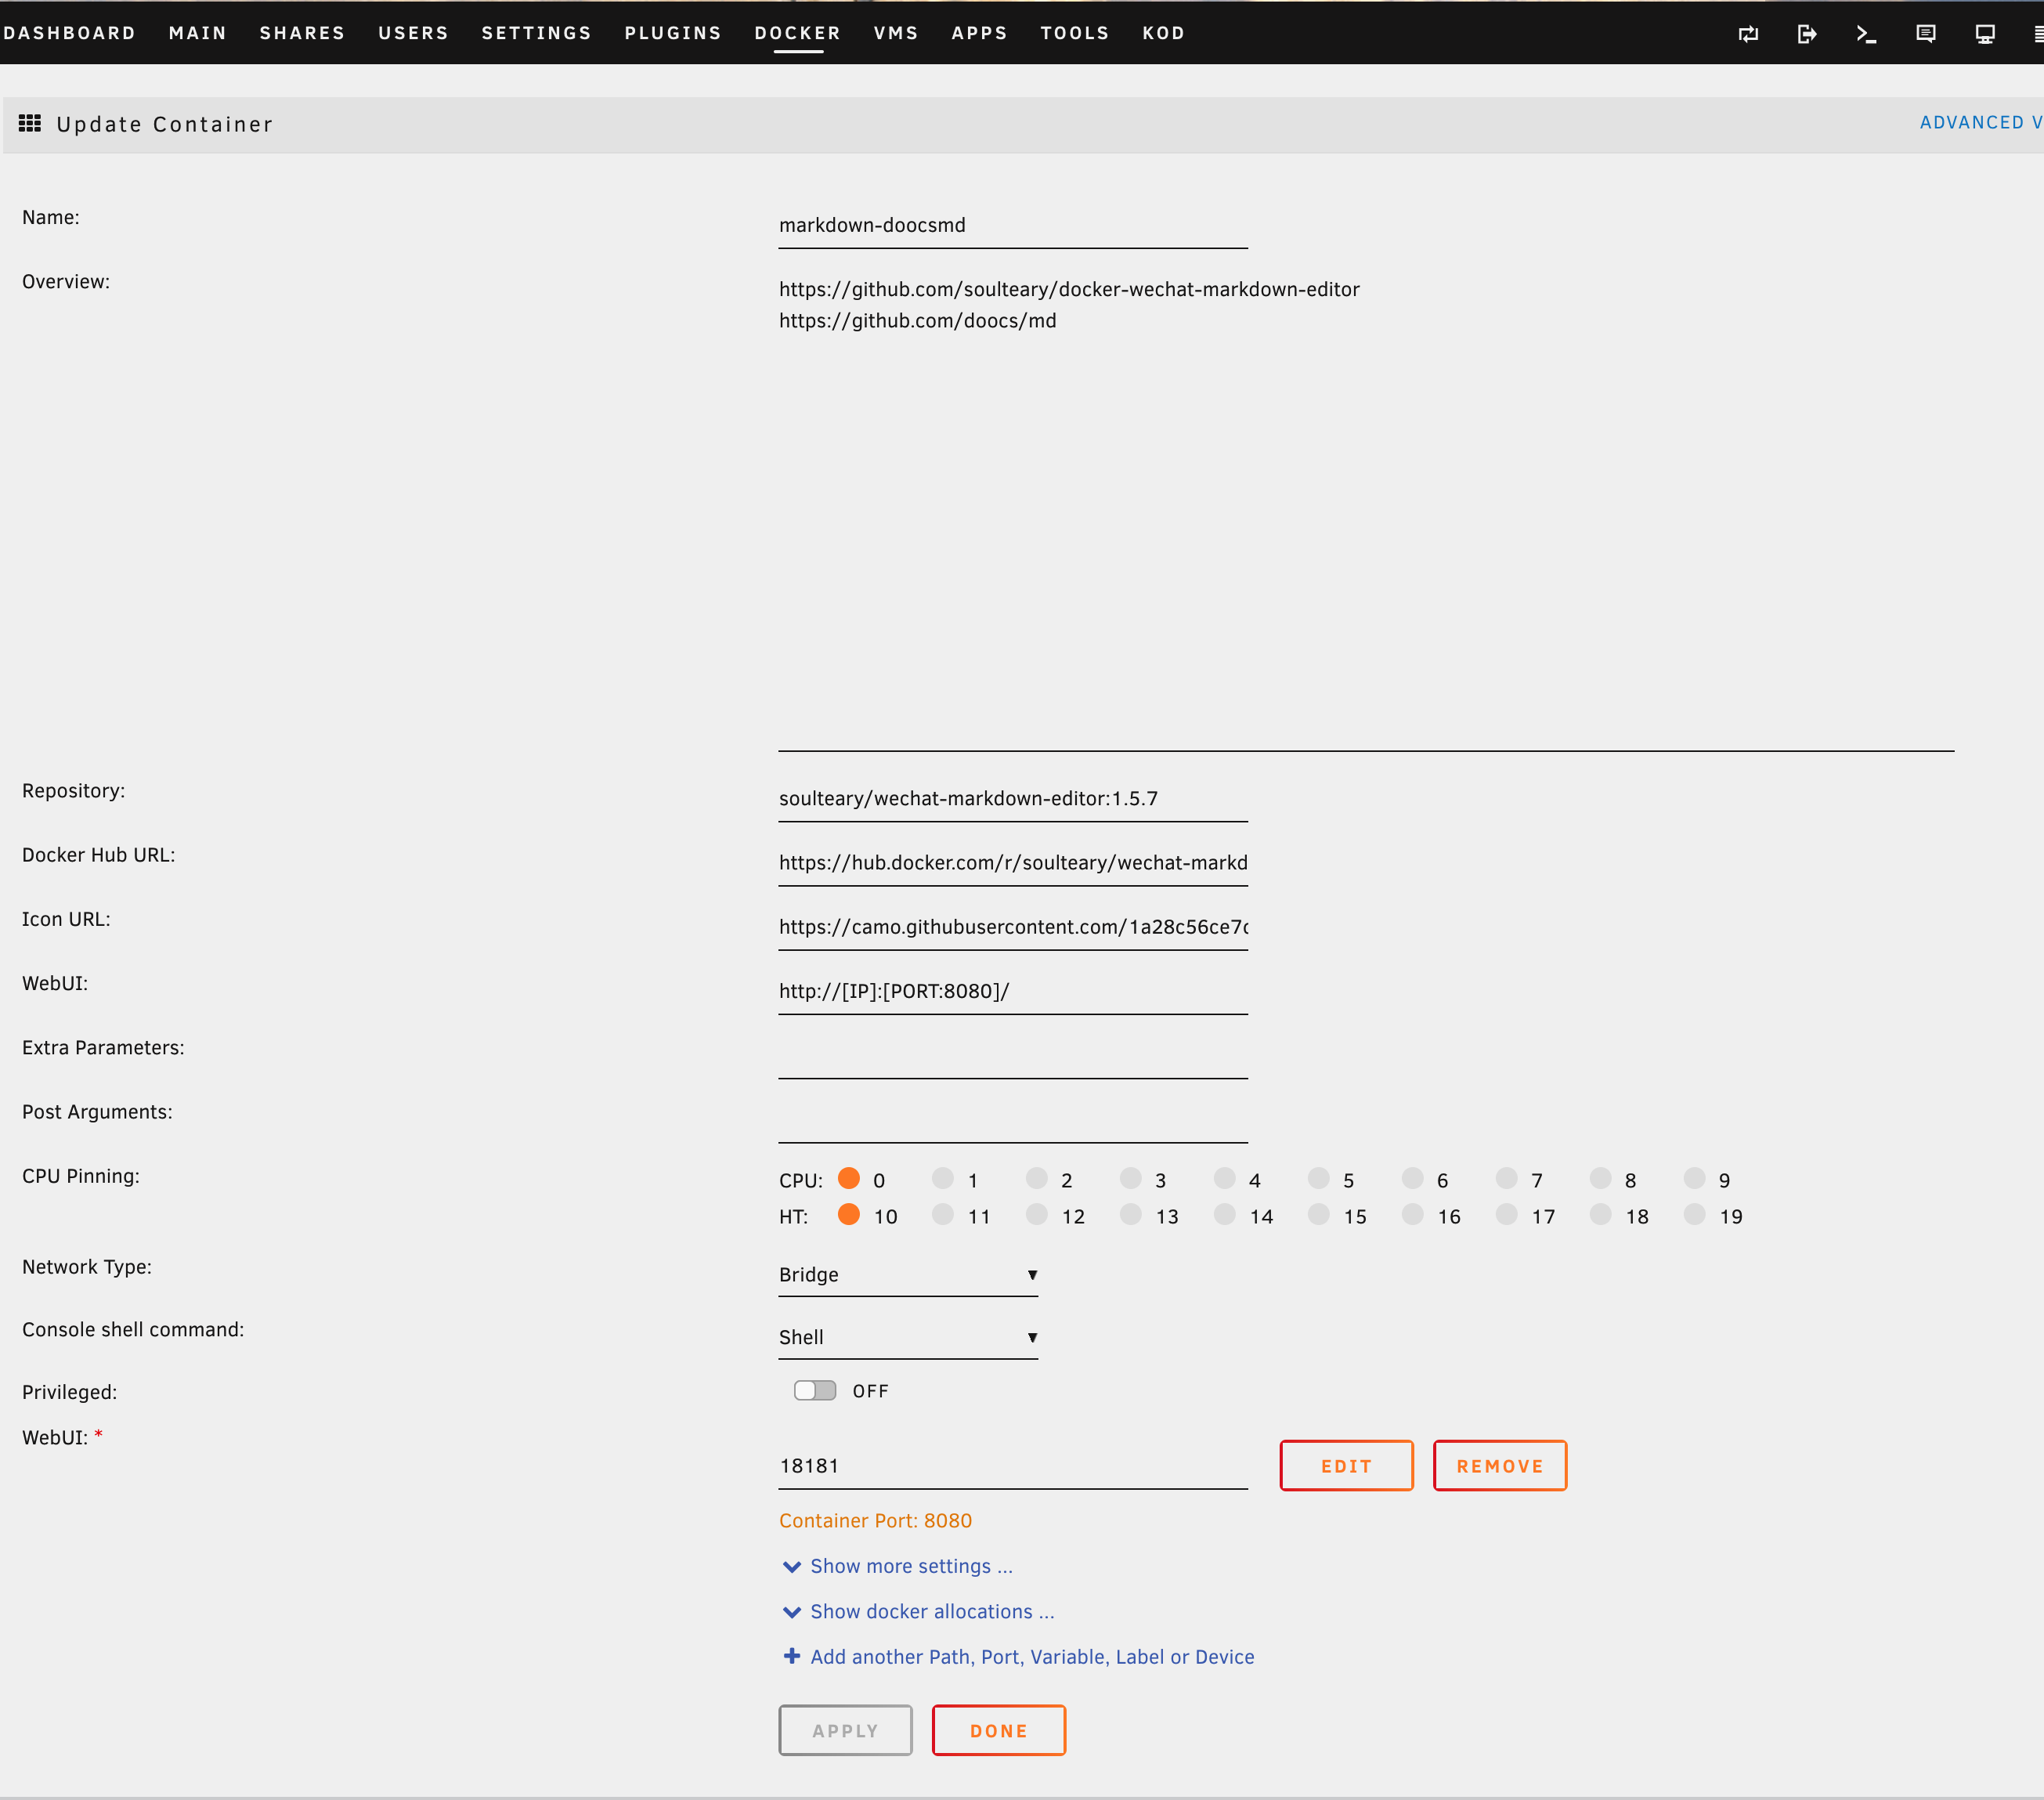 DASHBOARD MAIN SHARES USERS SETTINGS PLUGINS DOCKER VMS APPS TOOLS KOD
Update Container
ADVANCED V
Name:
markdown-doocsmd
Overview:
https://github.com/soulteary/docker-wechat-markdown-editor
https://github.com/doocs/md
Repository:
soulteary/wechat-markdown-editor:1.5.7
Docker Hub URL:
https://hub.docker.com/r/soulteary/wechat-markd
Icon URL:
https://camo.githubusercontent.com/1a28c56ce7c
WebUI:
http://[IP]:[PORT:8080]/
Extra Parameters:
Post Arguments:
CPU Pinning:
CPU: 0 1 2 3 4 5 6 7 8 9
HT: 10 11 12 13 14 15 16 17 18 19
Network Type:
Bridge
Console shell command:
Shell
Privileged:
OFF
WebUI: *
18181
EDIT
REMOVE
Container Port: 8080
Show more settings ...
Show docker allocations ...
Add another Path, Port, Variable, Label or Device
APPLY
DONE